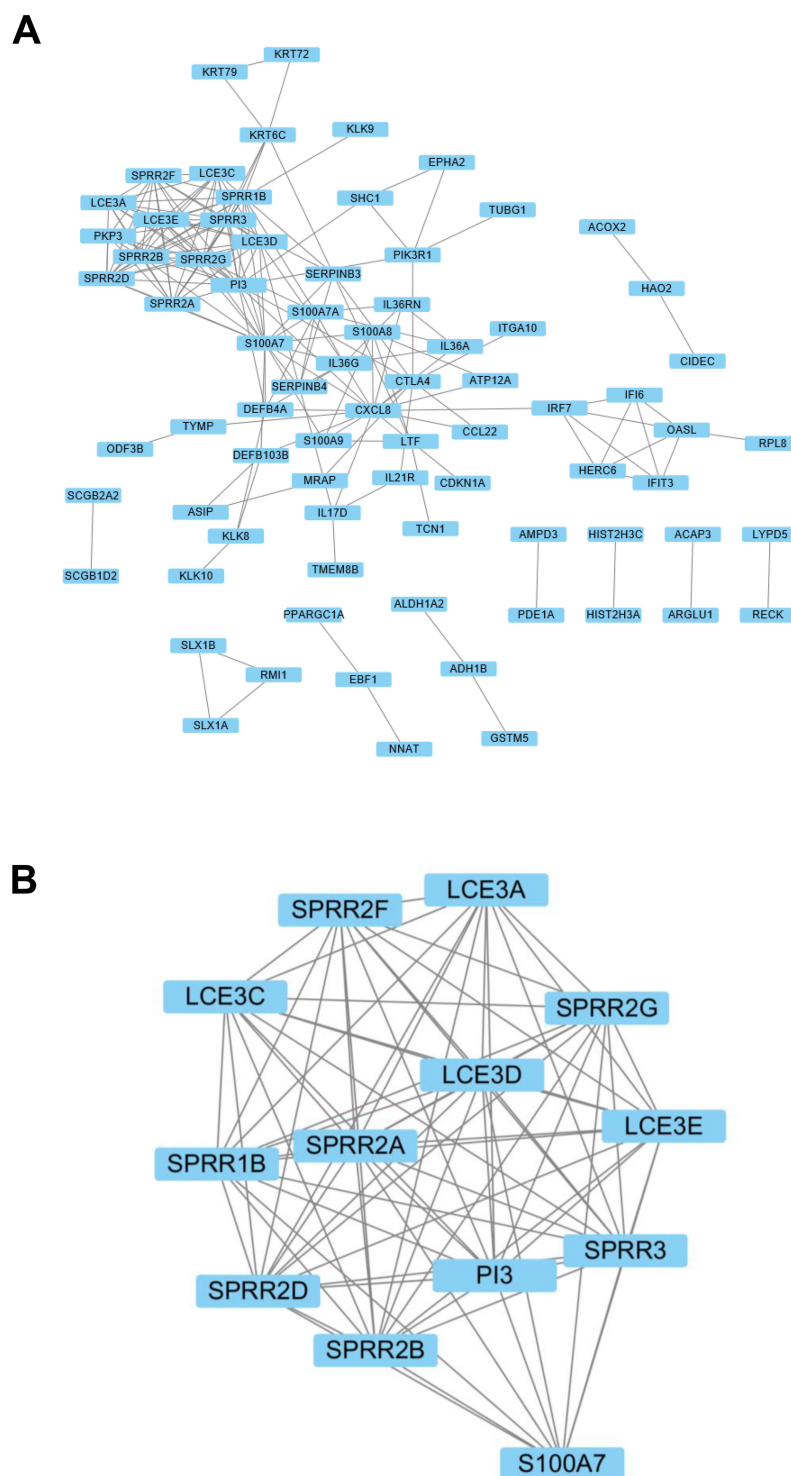 A
KRT72
KRT79
KRT6C
KLK9
EPHA2
SPRR2F
LCE3C
SPRR1B
SHC1
LCE3A
TUBG1
LCE3E
SPRR3
ACOX2
PKP3
LCE3D
SPRR2B
SPRR2G
PIK3R1
SPRR2D
SERPINB3
PI3
HAO2
SPRR2A
IL36RN
S100A7A
S100A8
ITGA10
S100A7
IL36A
CIDEC
IL36G
CTLA4
ATP12A
SERPINB4
IFI6
DEFB4A
CXCL8
IRF7
TYMP
CCL22
OASL
ODF3B
S100A9
LTF
RPL8
DEFB103B
HERC6
MRAP
IL21R
CDKN1A
IFIT3
SCGB2A2
ASIP
IL17D
TCN1
KLK8
AMPD3
HIST2H3C
ACAP3
LYPD5
SCGB1D2
KLK10
TMEM8B
PPARGC1A
ALDH1A2
PDE1A
HIST2H3A
ARGLU1
RECK
SLX1B
RMI1
EBF1
ADH1B
SLX1A
NNAT
GSTM5
B
LCE3A
SPRR2F
LCE3C
SPRR2G
LCE3D
LCE3E
SPRR2A
SPRR1B
SPRR3
PI3
SPRR2D
SPRR2B
S100A7